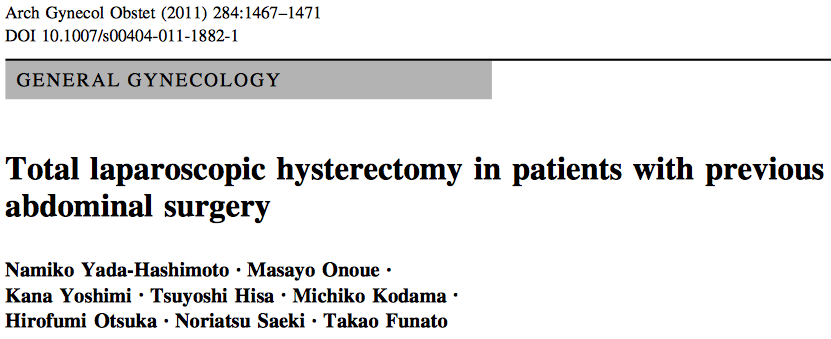 Arch Gynecol Obstet (2011) 284:1467–1471
DOI 10.1007/s00404-011-1882-1
GENERAL GYNECOLOGY
Total laparoscopic hysterectomy in patients with previous
abdominal surgery
Namiko Yada-Hashimoto · Masayo Onoue ·
Kana Yoshimi · Tsuyoshi Hisa · Michiko Kodama ·
Hirofumi Otsuka · Noriatsu Saeki · Takao Funato